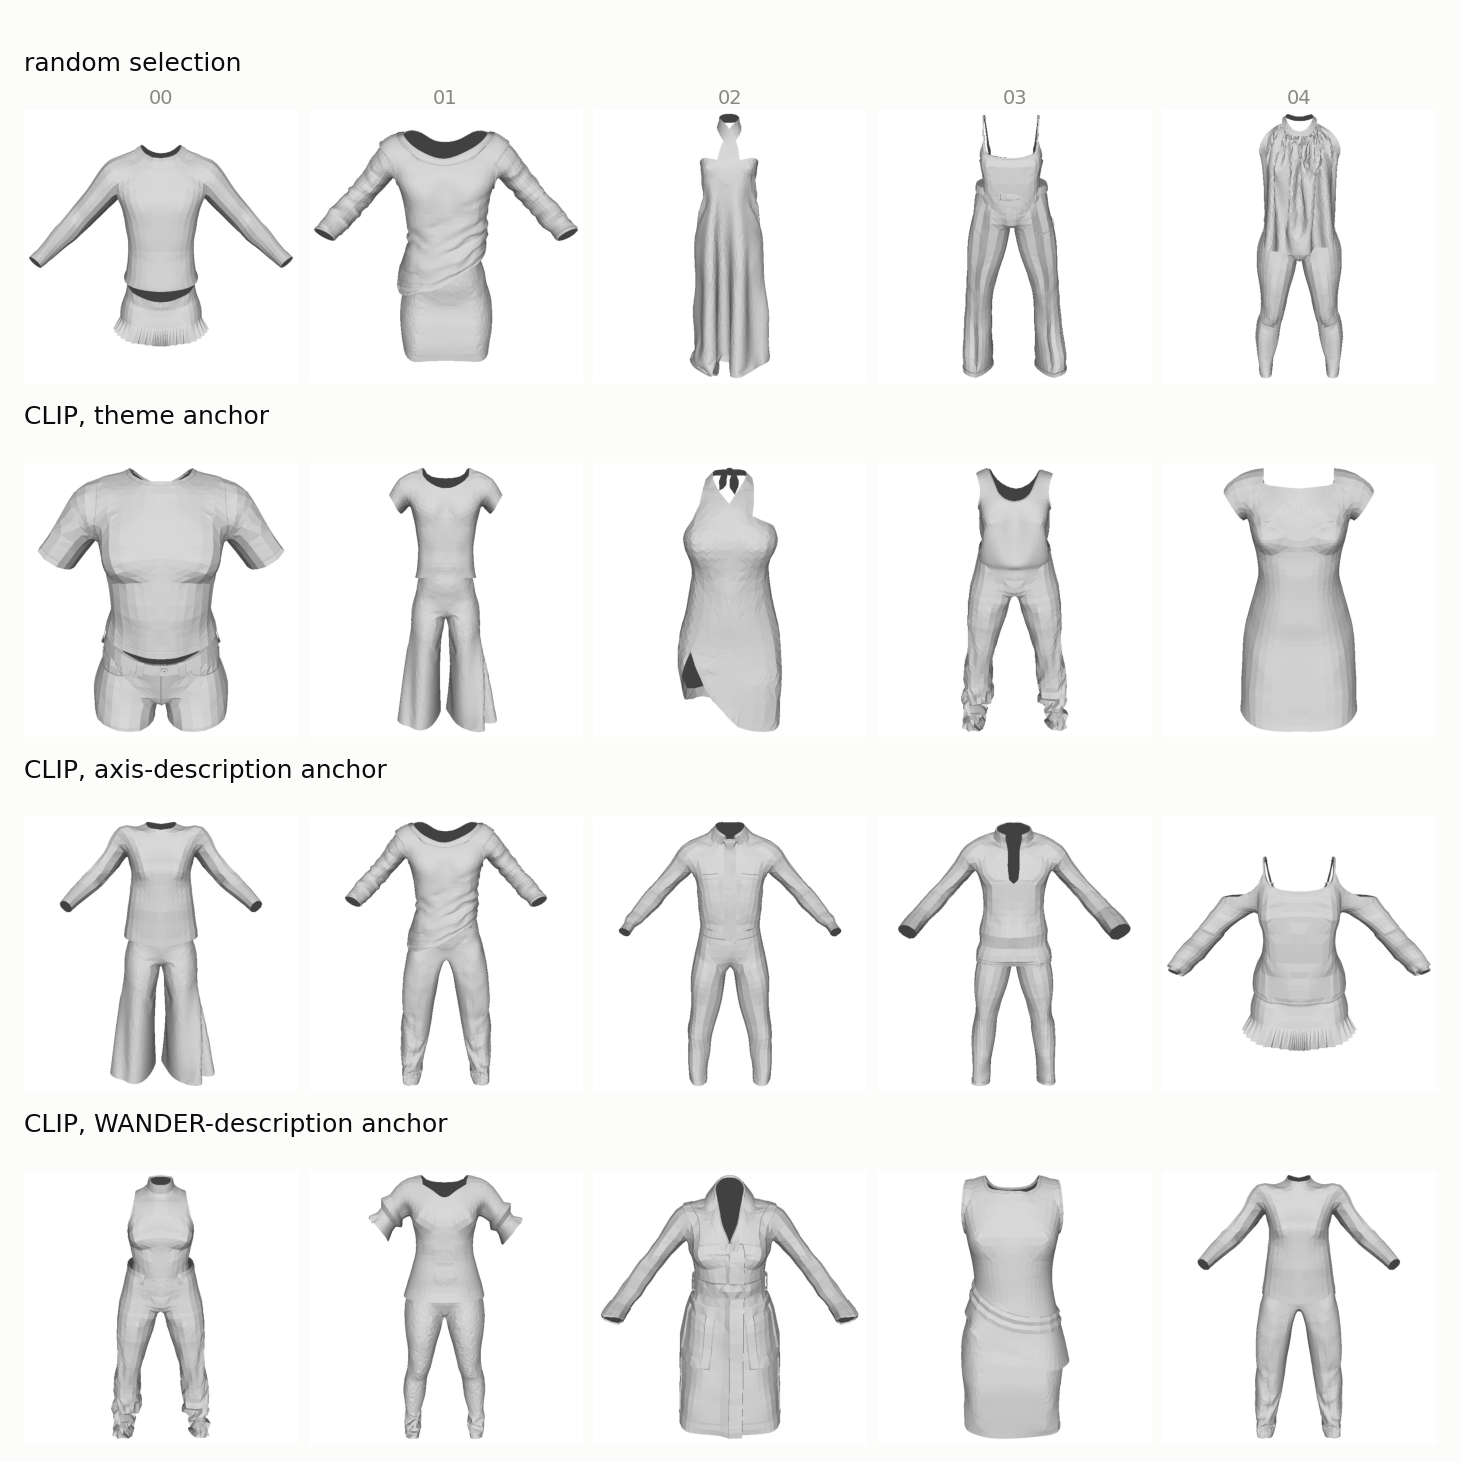 random selection
00 01 02 03 04
CLIP, theme anchor
CLIP, axis-description anchor
CLIP, WANDER-description anchor